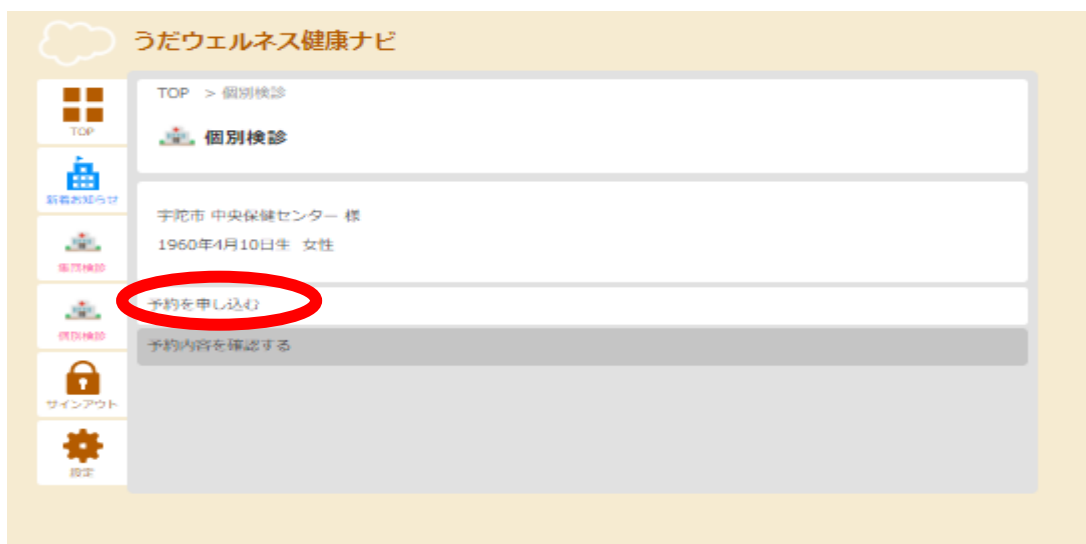 うだウェルネス健康ナビ
TOP > 個別検診
個別検診
宇陀市 中央保健センター 様
1960年4月10日生 女性
予約を申し込む
予約内容を確認する
TOP
新着お知らせ
集団検診
個別検診
サインアウト
設定